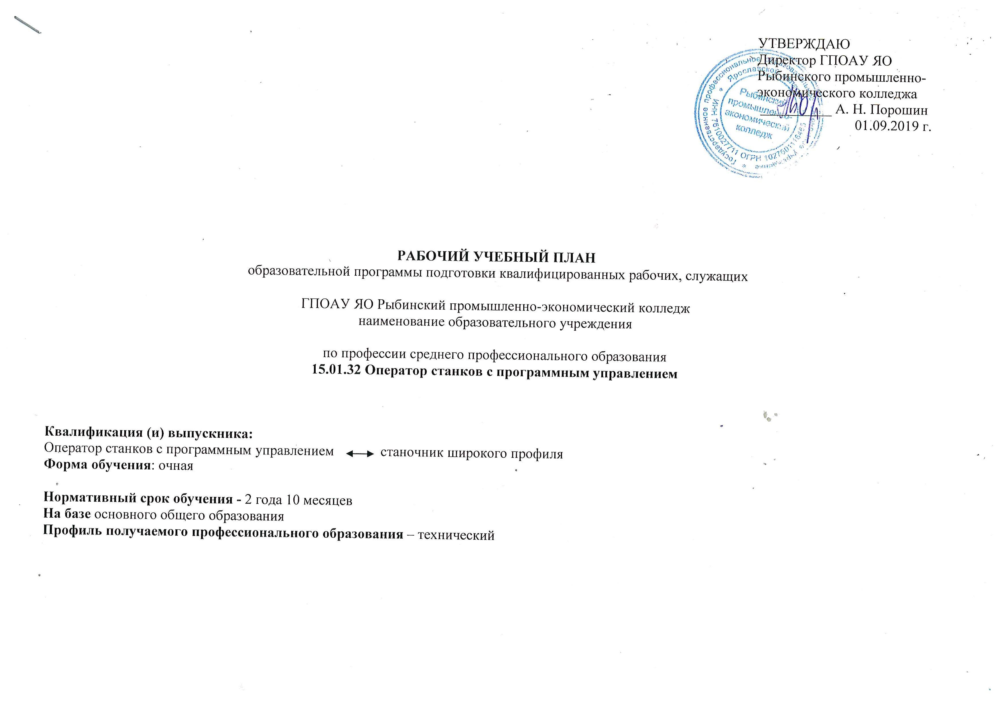 УТВЕРЖДАЮ
Директор ГПОАУ ЯО
Рыбинского промышленно-
экономического колледжа
А. Н. Порошин
01.09.2019 г.
Государственное профессиональное
Ярославской
ИНН 7610027711 ОГРН
Рыбинский
промышленно-
экономический
колледж
РАБОЧИЙ УЧЕБНЫЙ ПЛАН
образовательной программы подготовки квалифицированных рабочих, служащих
ГПОАУ ЯО Рыбинский промышленно-экономический колледж
наименование образовательного учреждения
по профессии среднего профессионального образования
15.01.32 Оператор станков с программным управлением
Квалификация (и) выпускника:
Оператор станков с программным управлением ↔ станочник широкого профиля
Форма обучения: очная
Нормативный срок обучения - 2 года 10 месяцев
На базе основного общего образования
Профиль получаемого профессионального образования – технический